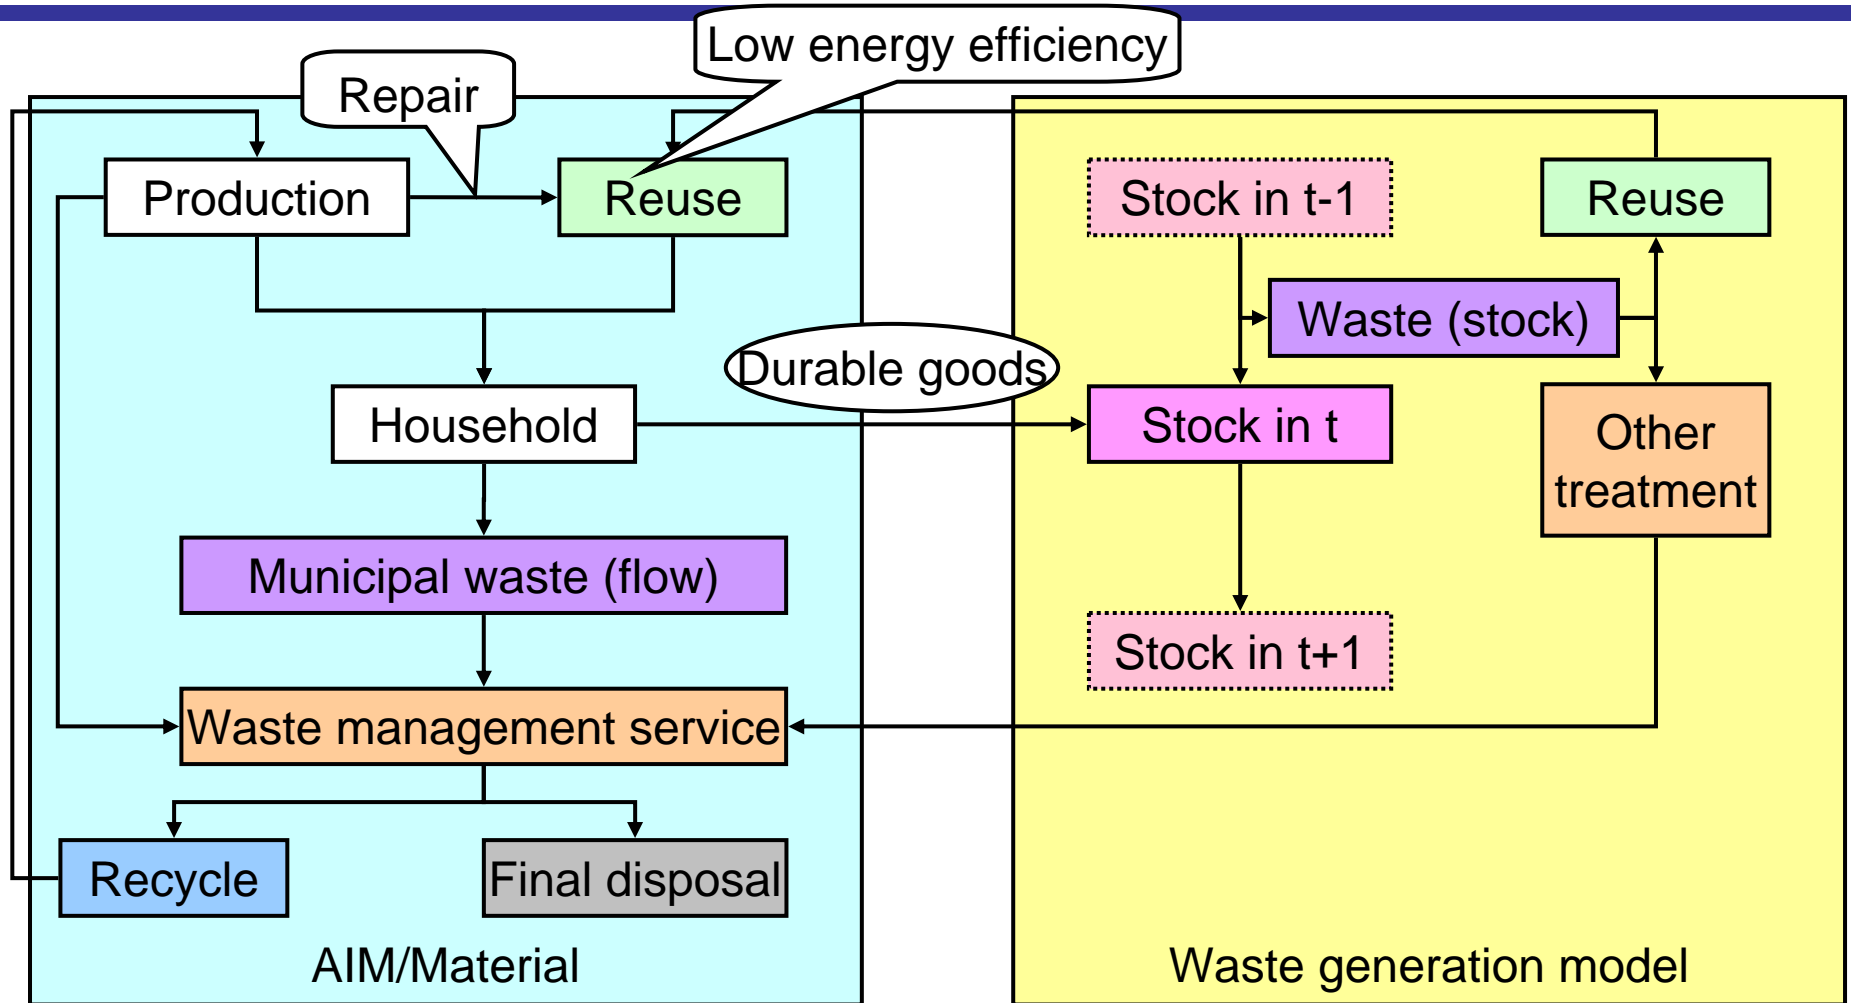 Low energy efficiency
Repair
Production
Reuse
Stock in t-1
Reuse
Waste (stock)
Durable goods
Household
Stock in t
Other
treatment
Municipal waste (flow)
Stock in t+1
Waste management service
Recycle
Final disposal
AIM/Material
Waste generation model